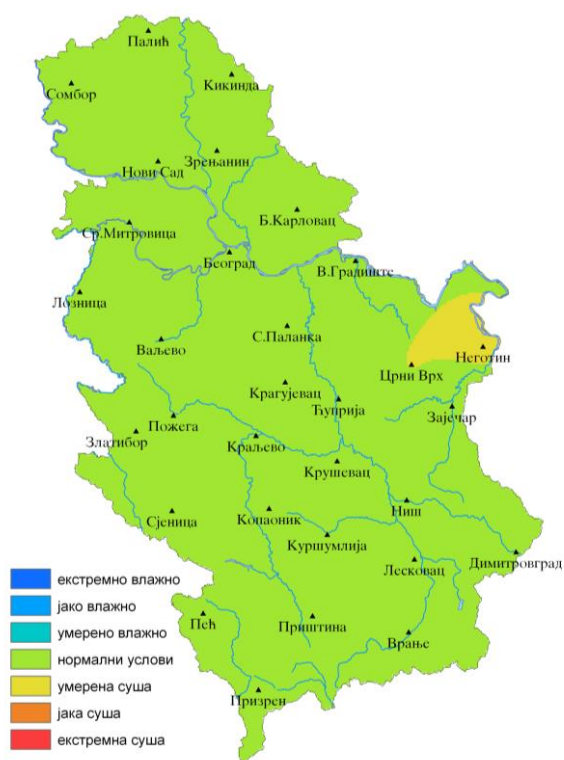 Палић
Кикинда
Сомбор
Зрењанин
Нови Сад
Б.Карловац
Ср.Митровица
Београд
В.Градиште
Лозница
С.Паланка
Ваљево
Неготин
Црни Врх
Крагујевац
Ћуприја
Зајечар
Пожега
Златибор
Краљево
Крушевац
Ниш
Сјеница
Копаоник
Куршумлија
Димитровград
Лесковац
екстремно влажно
јако влажно
умерено влажно
нормални услови
умерена суша
јака суша
екстремна суша
Пећ
Приштина
Врање
Призрен